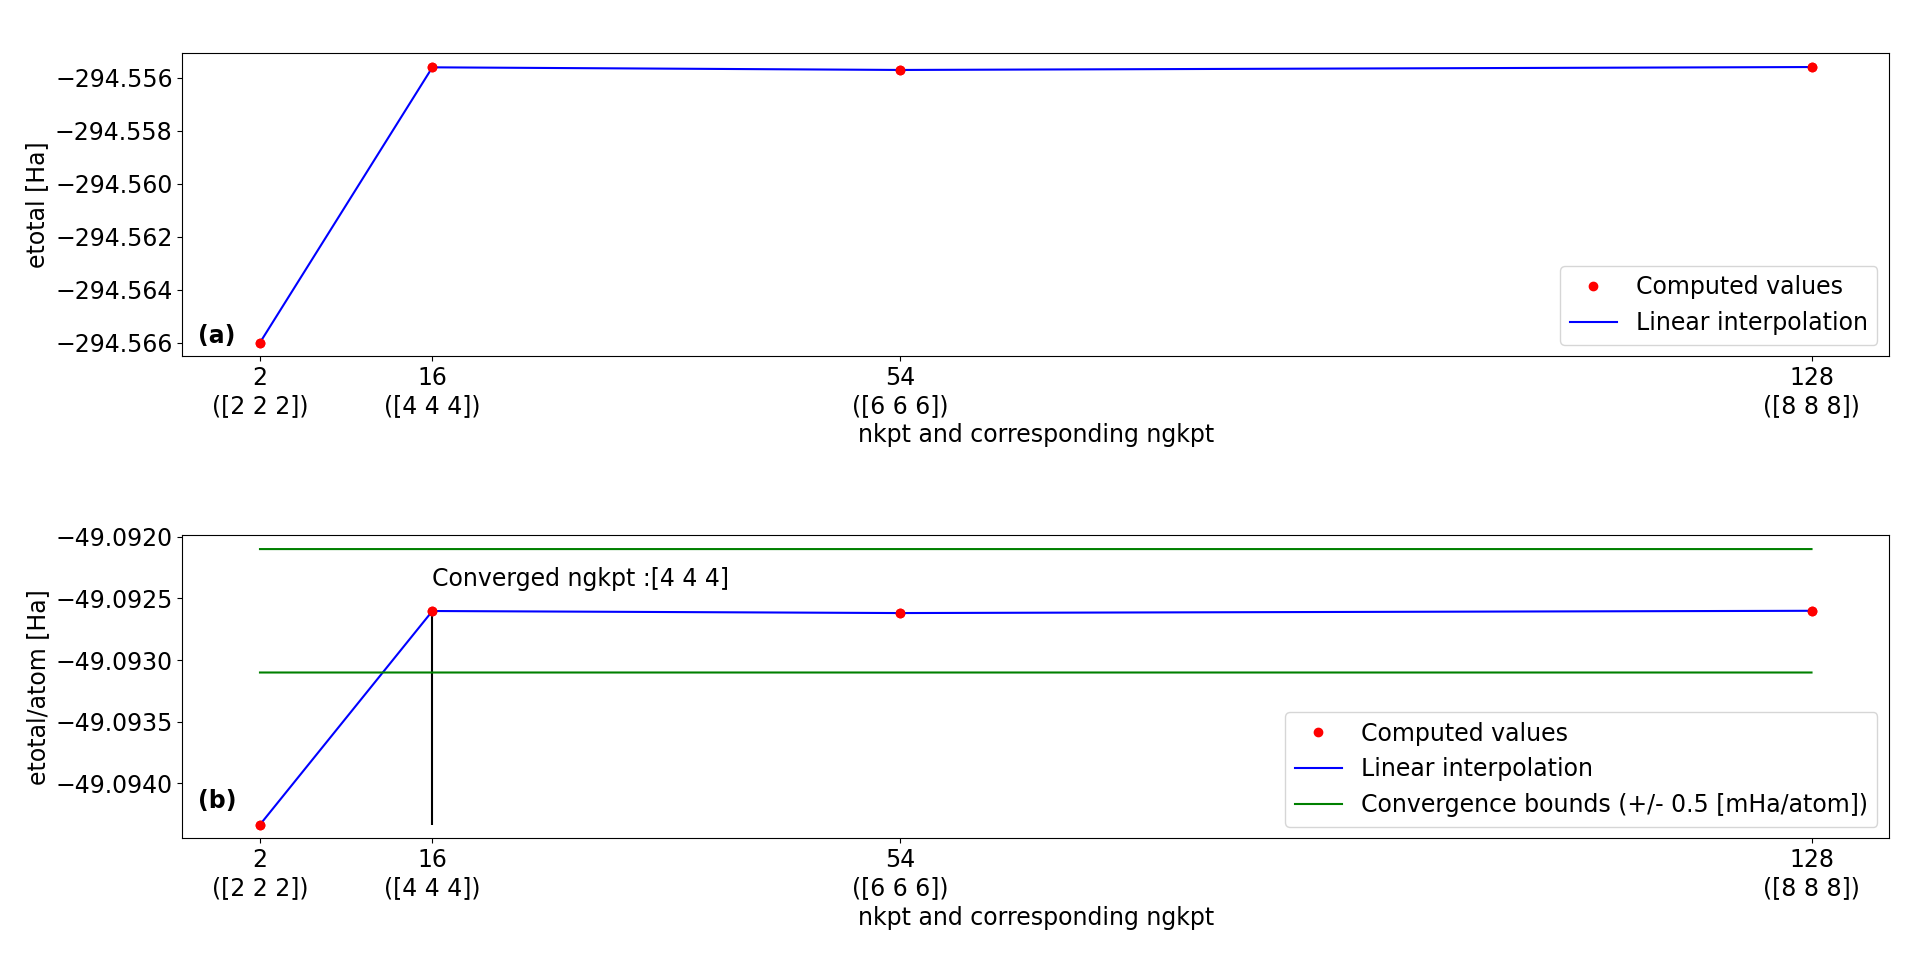 −294.556
−294.558
−294.560
−294.562
−294.564
−294.566
etotal [Ha]
(a)
Computed values
Linear interpolation
2 16 54 128
([2 2 2]) ([4 4 4]) ([6 6 6]) ([8 8 8])
nkpt and corresponding ngkpt
−49.0920
−49.0925
−49.0930
−49.0935
−49.0940
etotal/atom [Ha]
Converged ngkpt :[4 4 4]
(b)
Computed values
Linear interpolation
Convergence bounds (+/- 0.5 [mHa/atom])
2 16 54 128
([2 2 2]) ([4 4 4]) ([6 6 6]) ([8 8 8])
nkpt and corresponding ngkpt